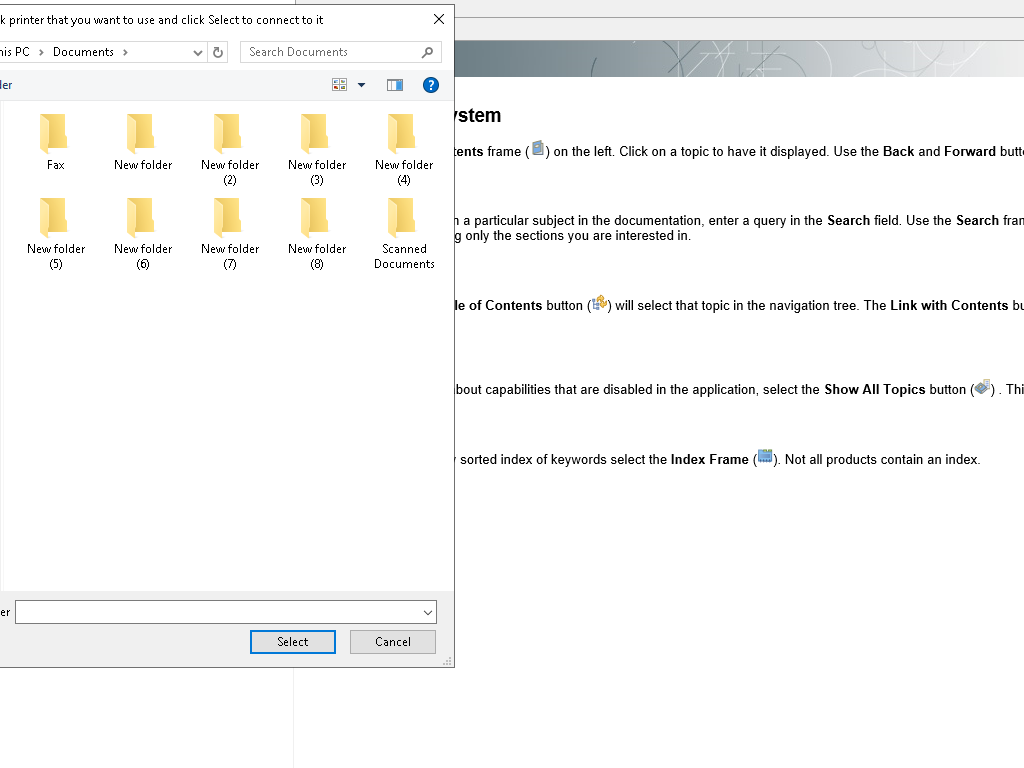 k printer that you want to use and click Select to connect to it
his PC > Documents >
Search Documents
der
Fax
New folder
New folder (2)
New folder (3)
New folder (4)
New folder (5)
New folder (6)
New folder (7)
New folder (8)
Scanned Documents
er
Select
Cancel
ystem
tents frame ( ) on the left. Click on a topic to have it displayed. Use the Back and Forward butto
n a particular subject in the documentation, enter a query in the Search field. Use the Search fram
g only the sections you are interested in.
le of Contents button ( ) will select that topic in the navigation tree. The Link with Contents bu
bout capabilities that are disabled in the application, select the Show All Topics button ( ) . Thi
y sorted index of keywords select the Index Frame ( ). Not all products contain an index.